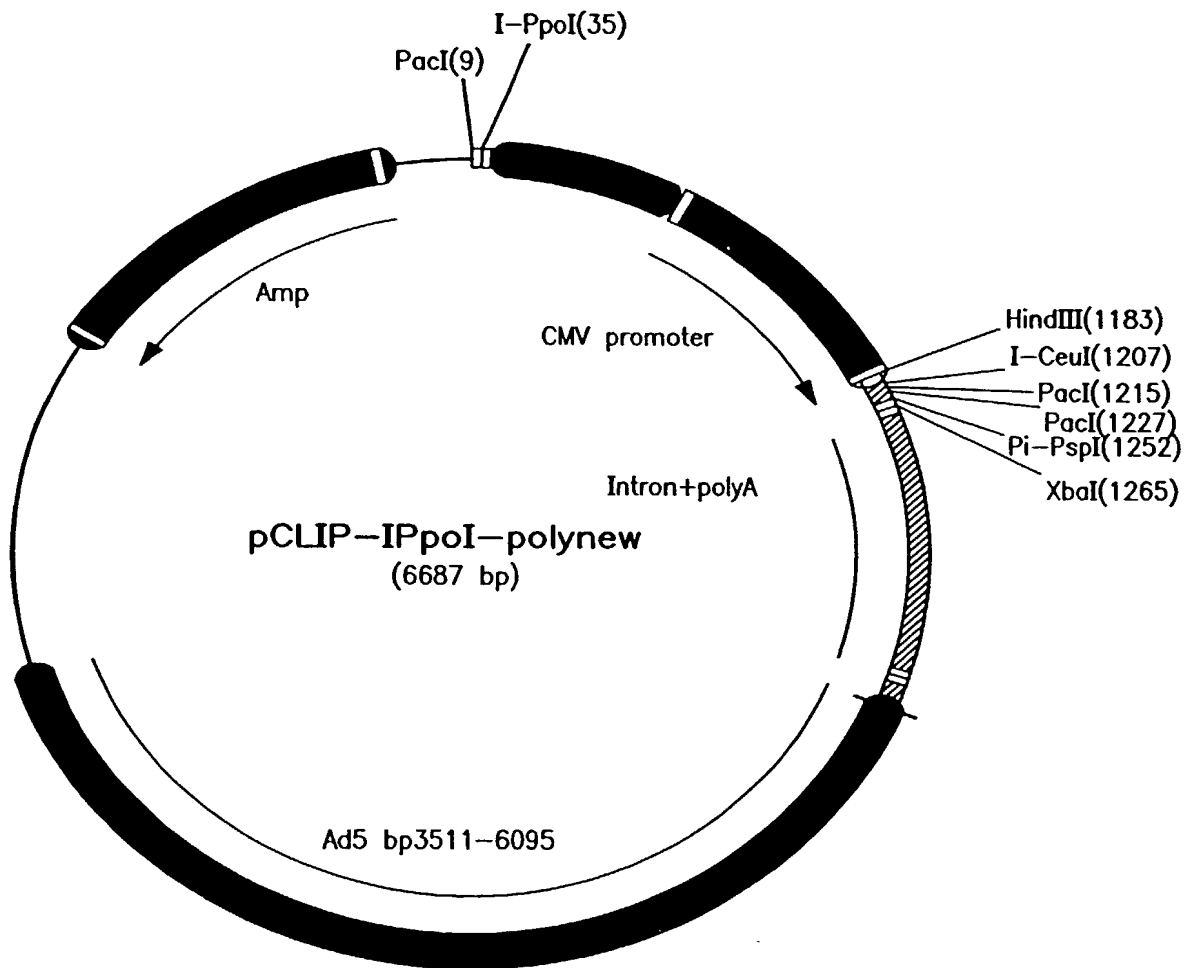 I-PpoI(35)
PacI(9)
Amp
CMV promoter
HindIII(1183)
I-CeuI(1207)
PacI(1215)
PacI(1227)
Pi-PspI(1252)
XbaI(1265)
Intron+polyA
pCLIP-IPpoI-polynew
(6687 bp)
Ad5 bp3511-6095